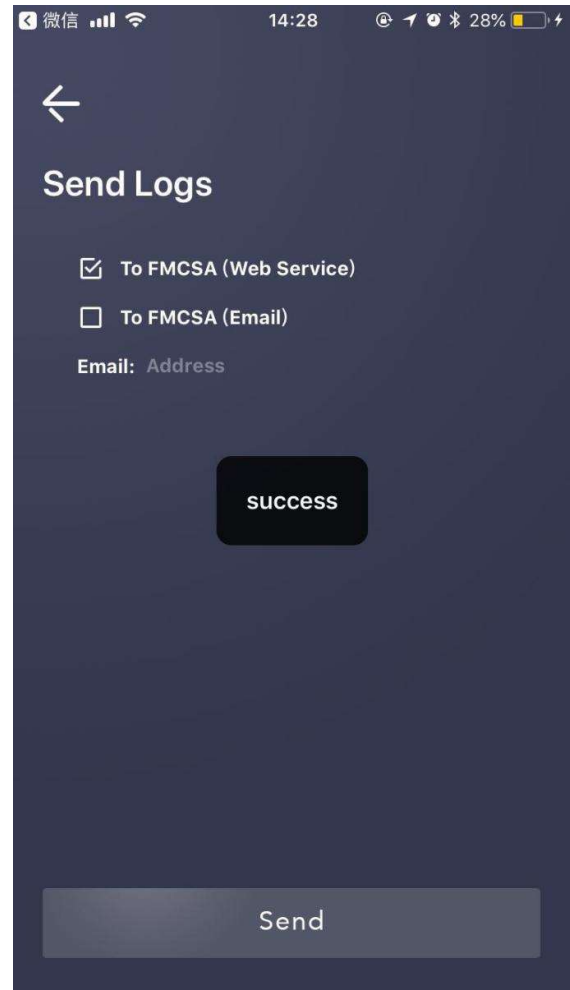 微信 14:28 28%
Send Logs
To FMCSA (Web Service)
To FMCSA (Email)
Email: Address
success
Send